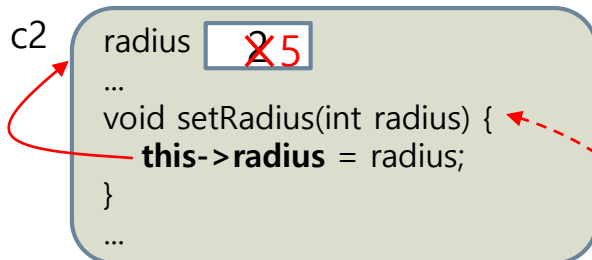 c2
radius 2 5
...
void setRadius(int radius) {
this->radius = radius;
}
...